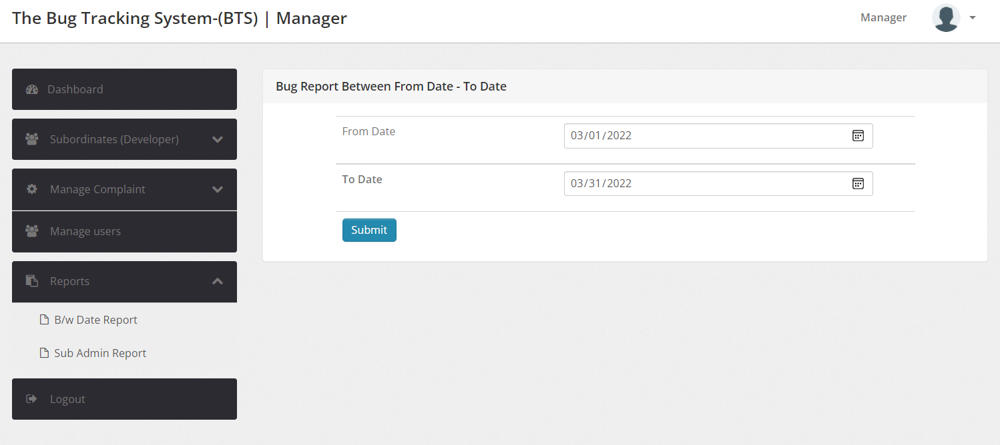 The Bug Tracking System-(BTS) | Manager
Manager
Dashboard
Subordinates (Developer)
Manage Complaint
Manage users
Reports
B/w Date Report
Sub Admin Report
Logout
Bug Report Between From Date - To Date
From Date
03/01/2022
To Date
03/31/2022
Submit